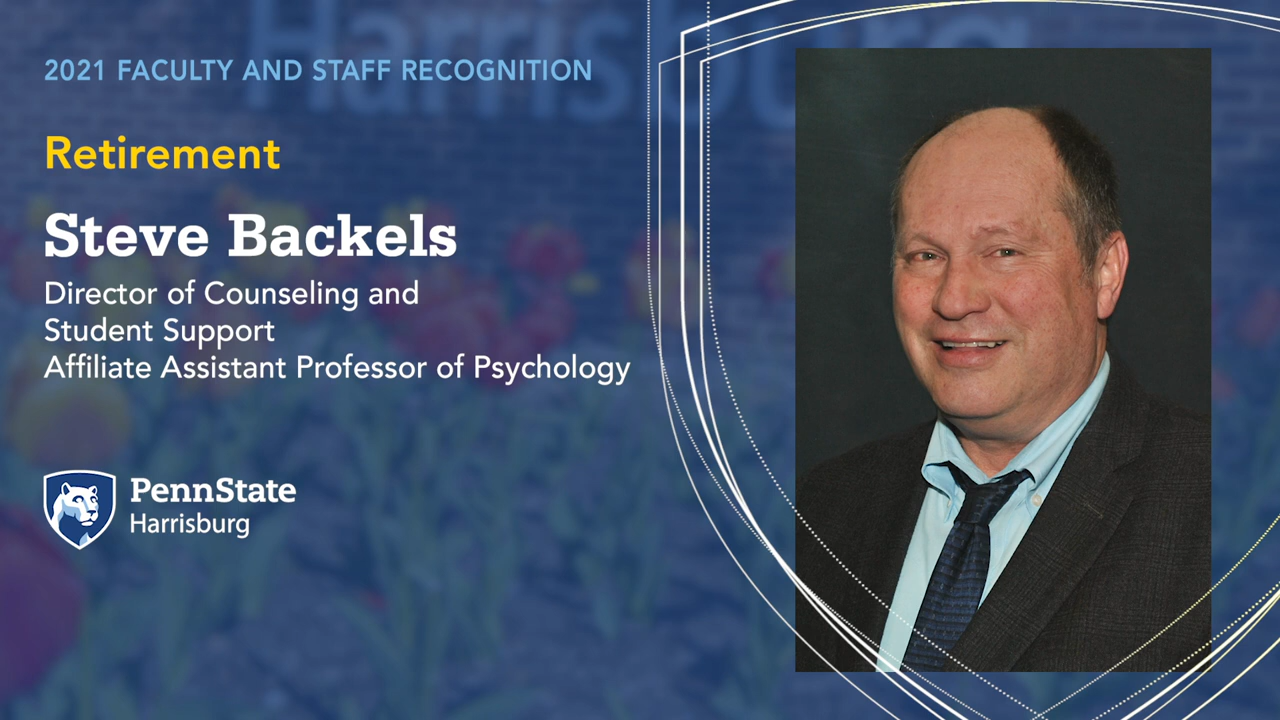 2021 FACULTY AND STAFF RECOGNITION
Retirement
Steve Backels
Director of Counseling and
Student Support
Affiliate Assistant Professor of Psychology
PennState
Harrisburg
Harrisburg